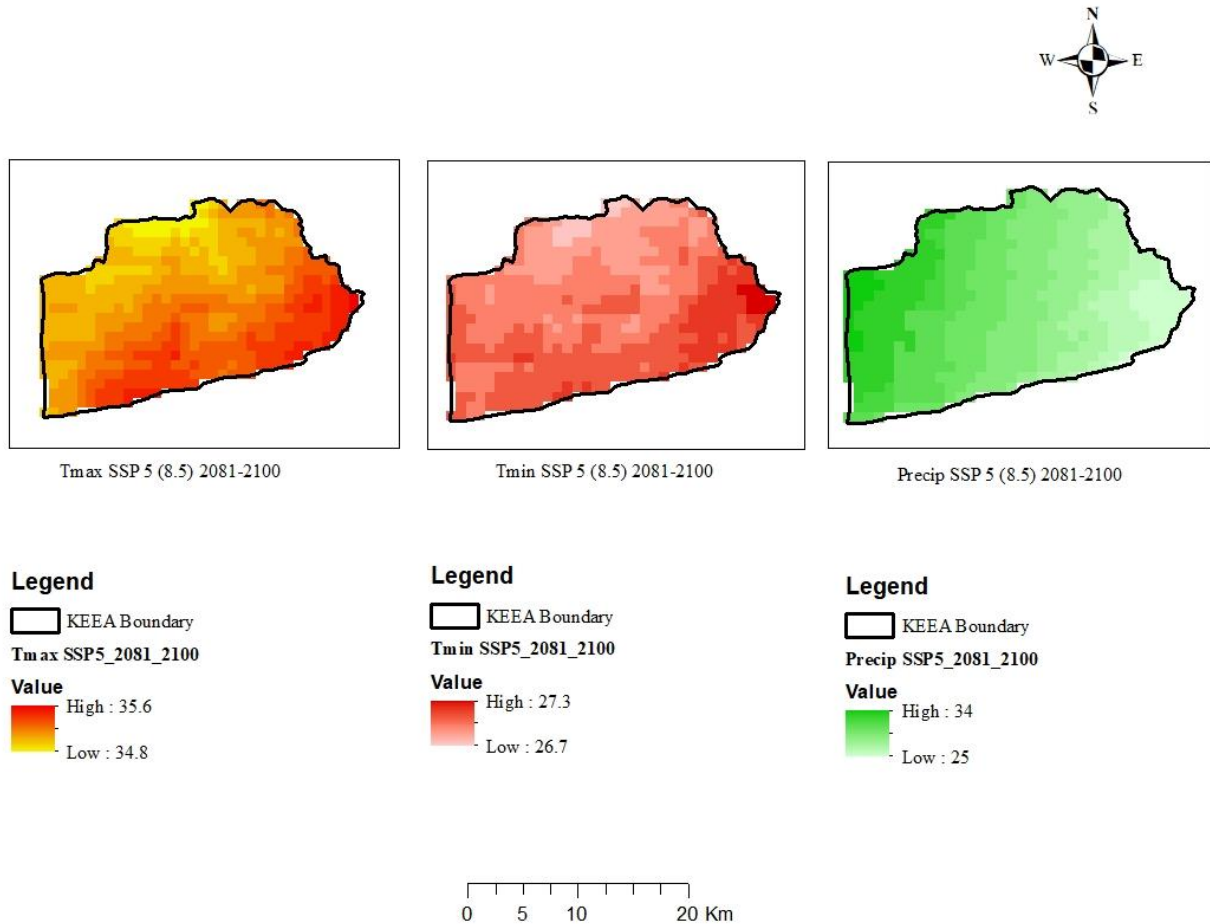 N
W E
S
Tmax SSP 5 (8.5) 2081-2100
Tmin SSP 5 (8.5) 2081-2100
Precip SSP 5 (8.5) 2081-2100
Legend
KEEA Boundary
Tmax SSP5_2081_2100
Value
High : 35.6
Low : 34.8
Legend
KEEA Boundary
Tmin SSP5_2081_2100
Value
High : 27.3
Low : 26.7
Legend
KEEA Boundary
Precip SSP5_2081_2100
Value
High : 34
Low : 25
0 5 10 20 Km